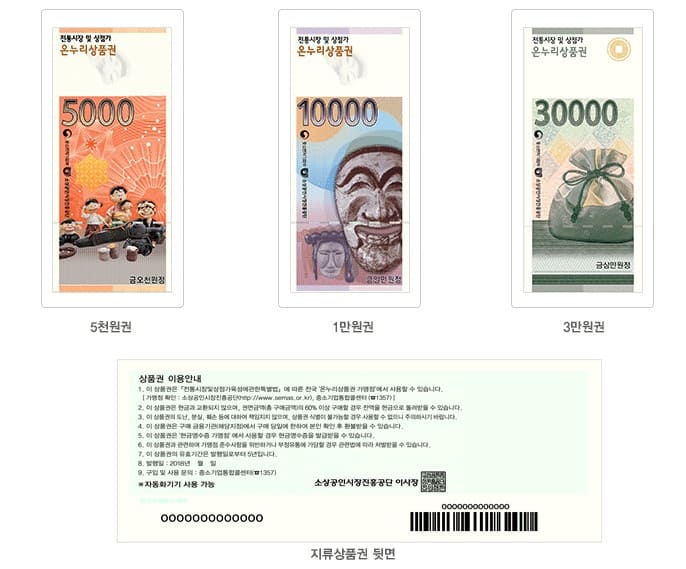 전통시장 및 상점가
온누리상품권
5000
금오천원정
5천원권
전통시장 및 상점가
온누리상품권
10000
금일만원정
1만원권
전통시장 및 상점가
온누리상품권
30000
금삼만원정
3만원권
상품권 이용안내
1. 이 상품권은 「전통시장및상점가육성에관한특별법」에 따른 전국 '온누리상품권 가맹점'에서 사용할 수 있습니다.
[ 가맹점 확인 : 소상공인시장진흥공단(http://www.semas.or.kr), 중소기업통합콜센터(☎1357) ]
2. 이 상품권은 현금과 교환되지 않으며, 권면금액(총 구매금액)의 60% 이상 구매할 경우 잔액을 현금으로 돌려받을 수 있습니다.
3. 이 상품권의 도난, 분실, 훼손 등에 대하여 책임지지 않으며, 상품권 식별이 불가능할 경우 사용할 수 없으니 주의하시기 바랍니다.
4. 이 상품권은 구매 금융기관(해당지점)에서 구매 당일에 한하여 본인 확인 후 환불받을 수 있습니다.
5. 이 상품권은 '현금영수증 가맹점' 에서 사용할 경우 현금영수증을 발급받을 수 있습니다.
6. 이 상품권과 관련하여 가맹점 준수사항을 위반하거나 부정유통에 가담할 경우 관련법에 따라 처벌받을 수 있습니다.
7. 이 상품권의 유효기간은 발행일로부터 5년입니다.
8. 발행일 : 2018년 월 일
9. 구입 및 사용 문의 : 중소기업통합콜센터(☎1357)
※자동화기기 사용 가능
소상공인시장진흥공단 이사장
0000000000000
0000000000000
지류상품권 뒷면